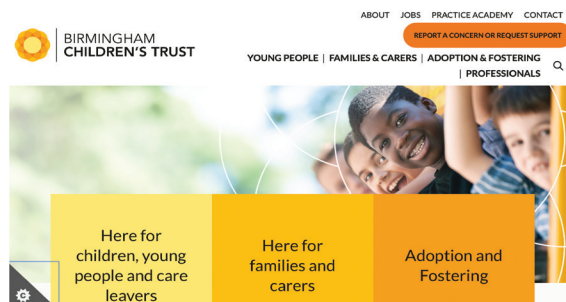 ABOUT JOBS PRACTICE ACADEMY CONTACT
REPORT A CONCERN OR REQUEST SUPPORT
BIRMINGHAM
CHILDREN'S TRUST
YOUNG PEOPLE | FAMILIES & CARERS | ADOPTION & FOSTERING
| PROFESSIONALS
Here for
children, young
people and care
leavers
Here for
families and
carers
Adoption and
Fostering